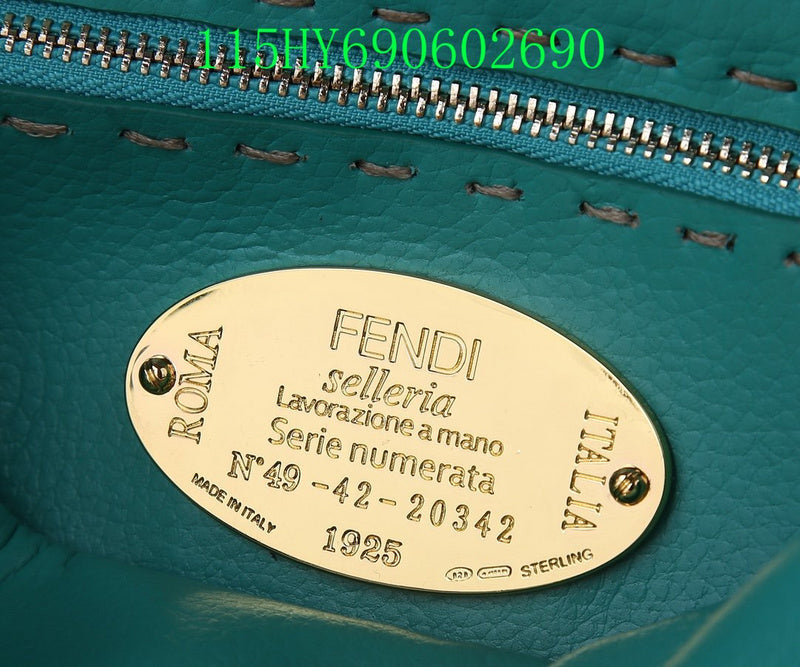 115HY690602690
FENDI
selleria
Lavorazione a mano
Serie numerata
N°49-42-20342
1925
ROMA
ITALIA
MADE IN ITALY
STERLING